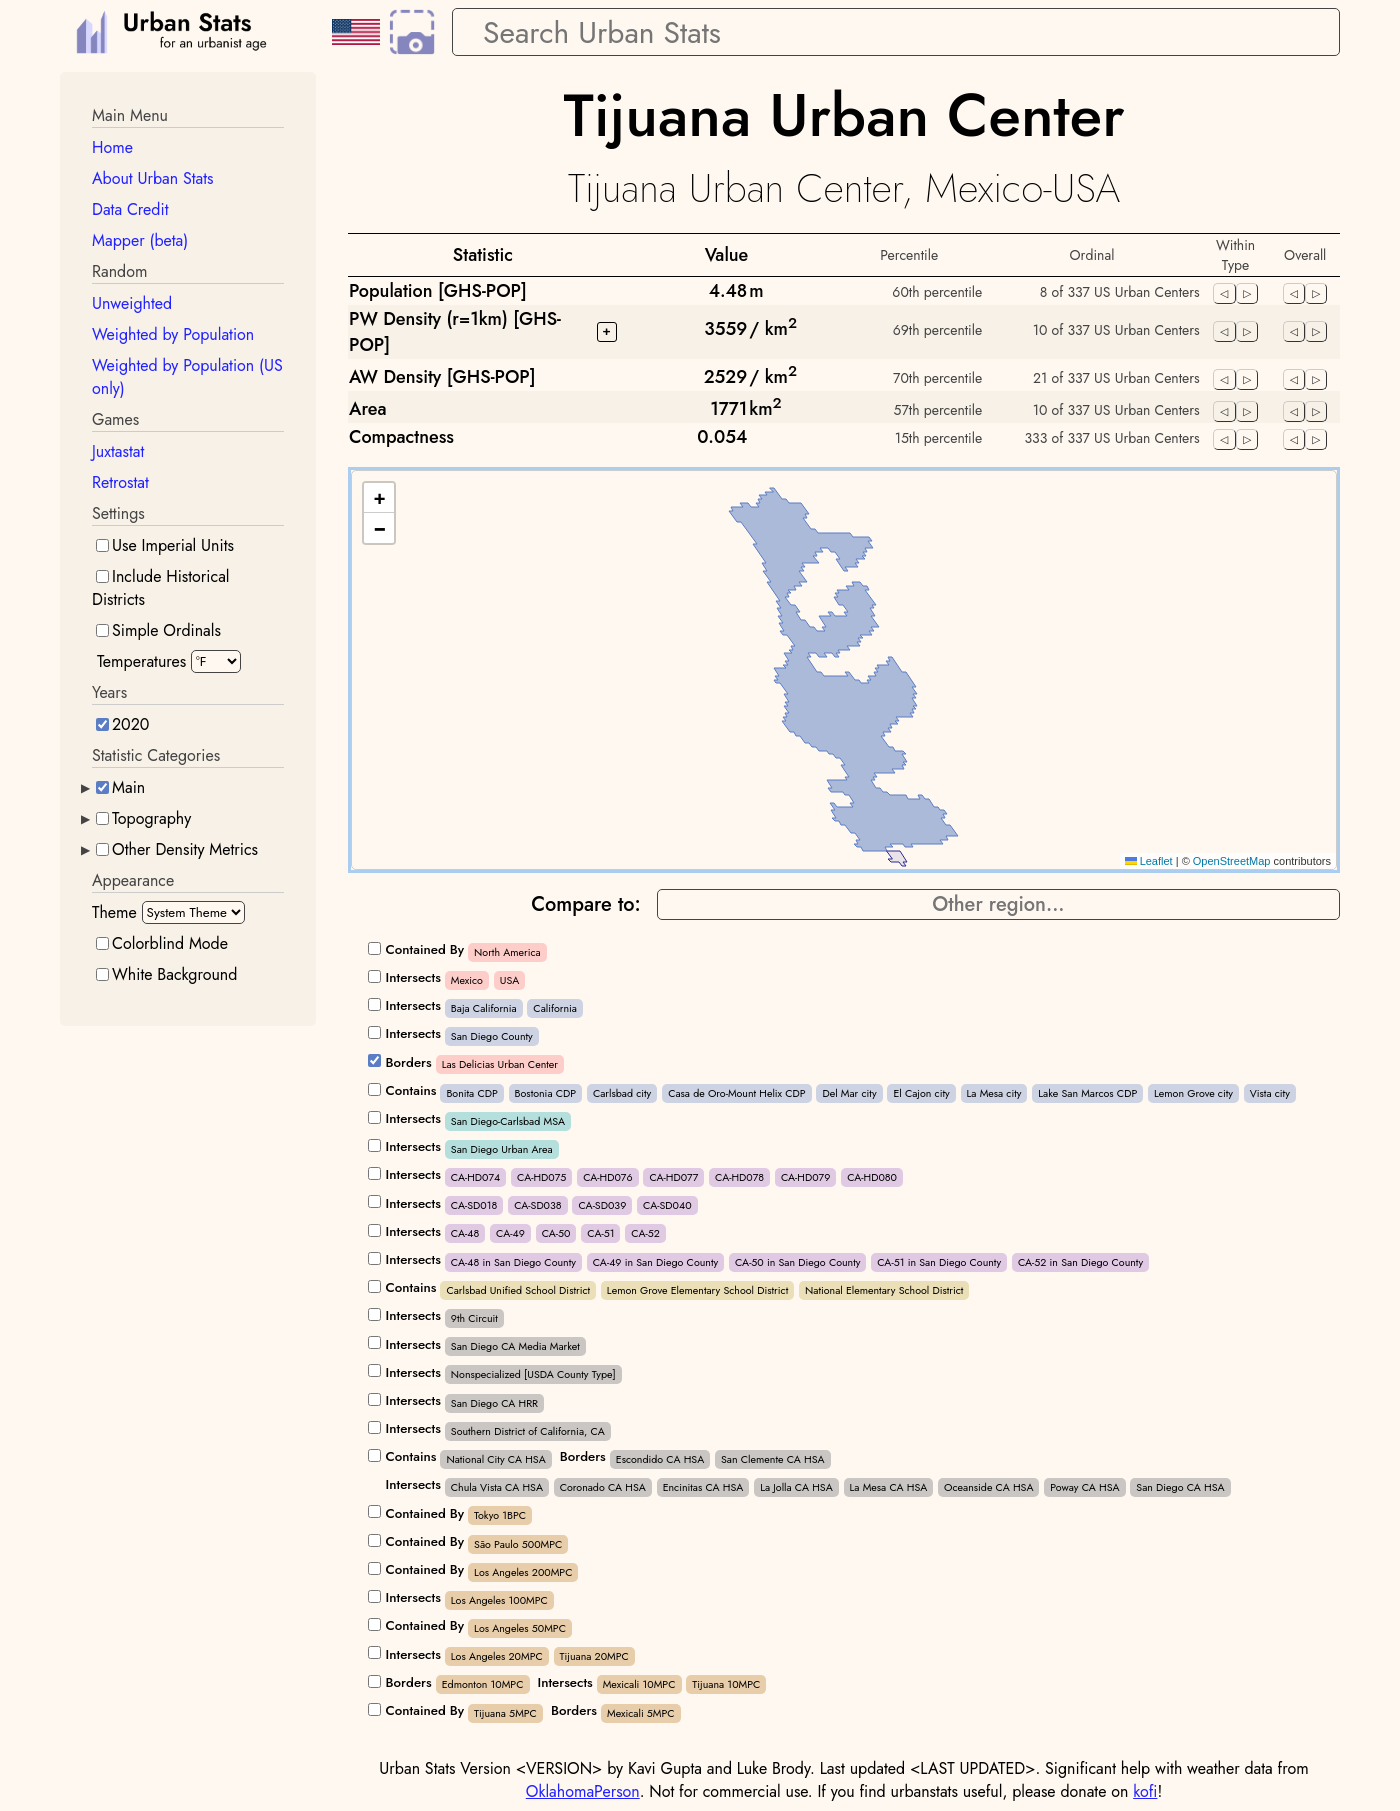 Urban Stats
for an urbanist age
Search Urban Stats
Main Menu
Home
About Urban Stats
Data Credit
Mapper (beta)
Random
Unweighted
Weighted by Population
Weighted by Population (US
only)
Games
Juxtastat
Retrostat
Settings
Use Imperial Units
Include Historical
Districts
Simple Ordinals
Temperatures °F
Years
2020
Statistic Categories
▶ Main
▶ Topography
▶ Other Density Metrics
Appearance
Theme System Theme
Colorblind Mode
White Background
Tijuana Urban Center
Tijuana Urban Center, Mexico-USA
Statistic Value Percentile Ordinal Within Type Overall
Population [GHS-POP] 4.48 m 60th percentile 8 of 337 US Urban Centers ◁ ▷ ◁ ▷
PW Density (r=1km) [GHS-
POP] + 3559 / km² 69th percentile 10 of 337 US Urban Centers ◁ ▷ ◁ ▷
AW Density [GHS-POP] 2529 / km² 70th percentile 21 of 337 US Urban Centers ◁ ▷ ◁ ▷
Area 1771 km² 57th percentile 10 of 337 US Urban Centers ◁ ▷ ◁ ▷
Compactness 0.054 15th percentile 333 of 337 US Urban Centers ◁ ▷ ◁ ▷
+
−
Leaflet | © OpenStreetMap contributors
Compare to: Other region...
Contained By North America
Intersects Mexico USA
Intersects Baja California California
Intersects San Diego County
Borders Las Delicias Urban Center
Contains Bonita CDP Bostonia CDP Carlsbad city Casa de Oro-Mount Helix CDP Del Mar city El Cajon city La Mesa city Lake San Marcos CDP Lemon Grove city Vista city
Intersects San Diego-Carlsbad MSA
Intersects San Diego Urban Area
Intersects CA-HD074 CA-HD075 CA-HD076 CA-HD077 CA-HD078 CA-HD079 CA-HD080
Intersects CA-SD018 CA-SD038 CA-SD039 CA-SD040
Intersects CA-48 CA-49 CA-50 CA-51 CA-52
Intersects CA-48 in San Diego County CA-49 in San Diego County CA-50 in San Diego County CA-51 in San Diego County CA-52 in San Diego County
Contains Carlsbad Unified School District Lemon Grove Elementary School District National Elementary School District
Intersects 9th Circuit
Intersects San Diego CA Media Market
Intersects Nonspecialized [USDA County Type]
Intersects San Diego CA HRR
Intersects Southern District of California, CA
Contains National City CA HSA Borders Escondido CA HSA San Clemente CA HSA
Intersects Chula Vista CA HSA Coronado CA HSA Encinitas CA HSA La Jolla CA HSA La Mesa CA HSA Oceanside CA HSA Poway CA HSA San Diego CA HSA
Contained By Tokyo 1BPC
Contained By São Paulo 500MPC
Contained By Los Angeles 200MPC
Intersects Los Angeles 100MPC
Contained By Los Angeles 50MPC
Intersects Los Angeles 20MPC Tijuana 20MPC
Borders Edmonton 10MPC Intersects Mexicali 10MPC Tijuana 10MPC
Contained By Tijuana 5MPC Borders Mexicali 5MPC
Urban Stats Version <VERSION> by Kavi Gupta and Luke Brody. Last updated <LAST UPDATED>. Significant help with weather data from
OklahomaPerson. Not for commercial use. If you find urbanstats useful, please donate on kofi!